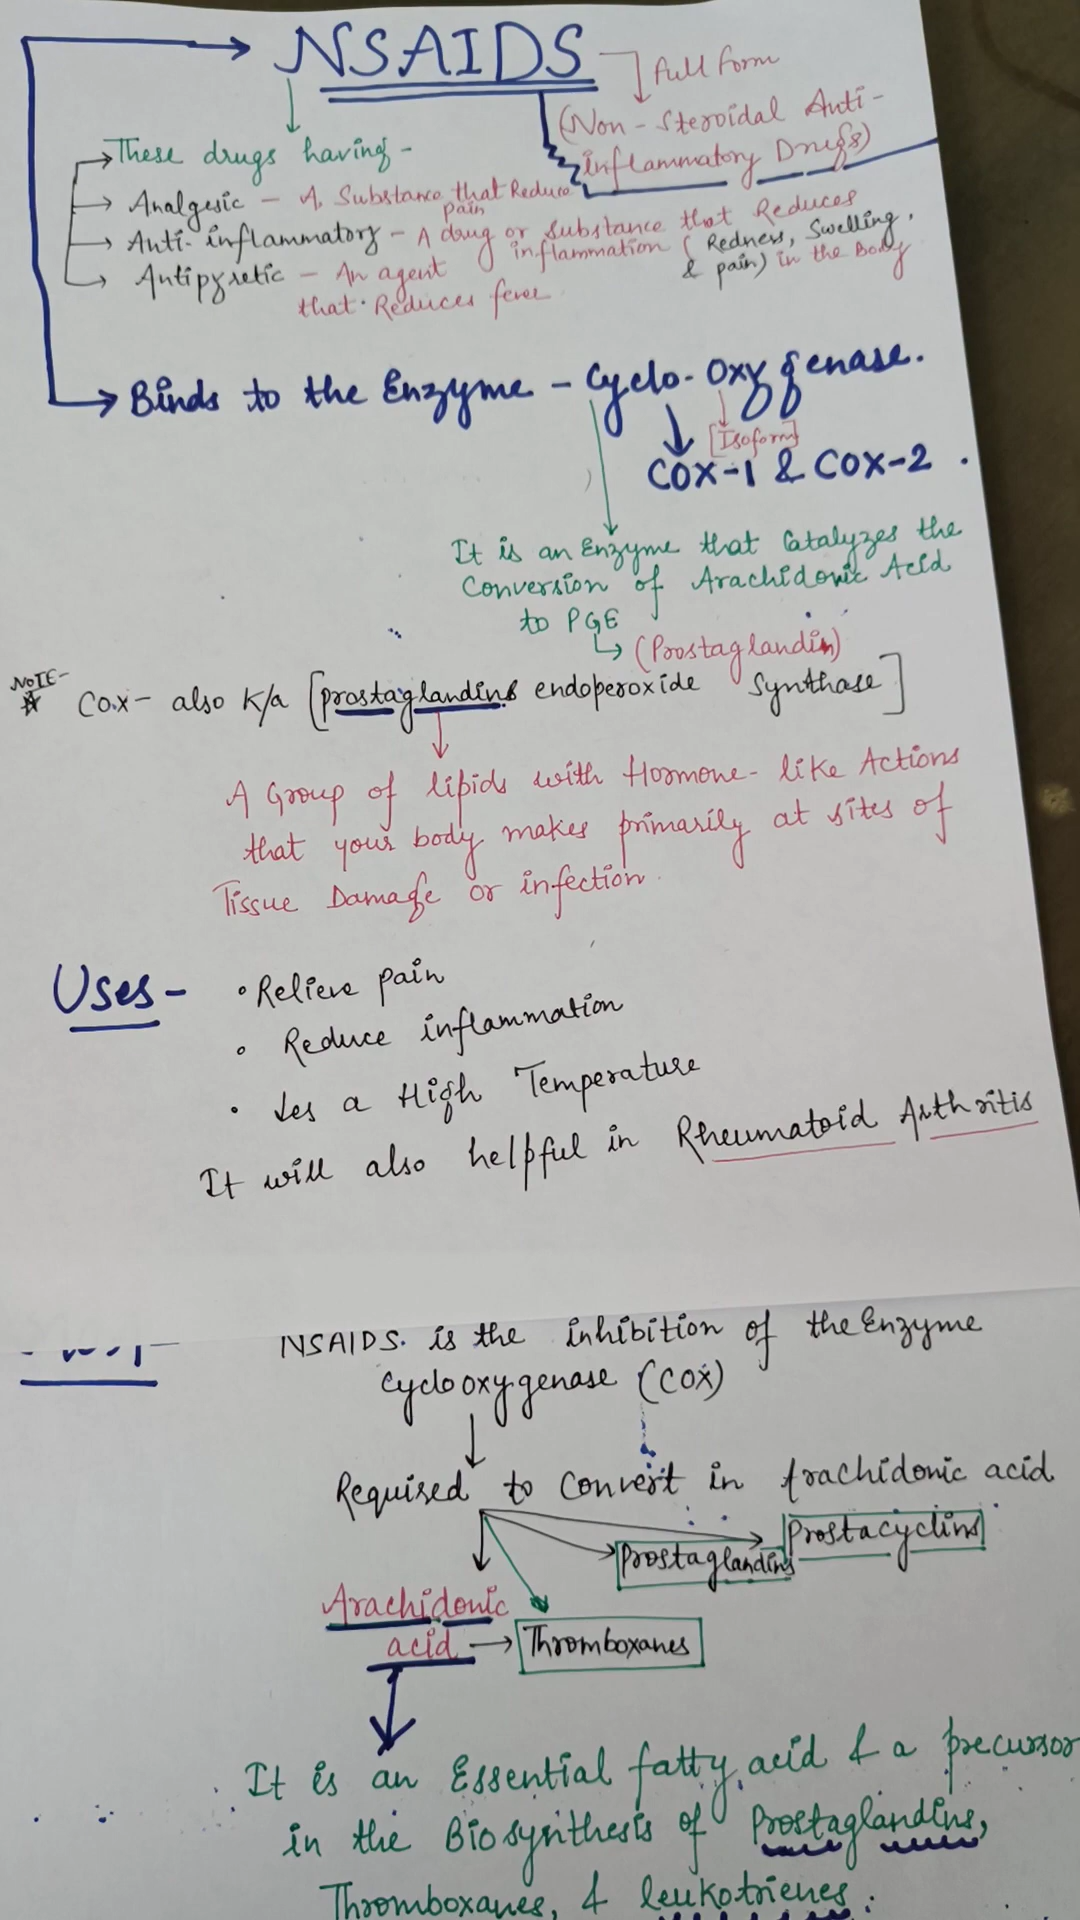 NSAIDS
Full form
(Non-Steroidal Anti-
inflammatory Drugs)
These drugs having-
Analgesic - A Substance that Reduce
pain
Anti-inflammatory - A drug or substance that Reduces
inflammation ( Redness, Swelling,
& pain) in the Body
Antipyretic - An agent
that Reduces fever
Binds to the Enzyme - Cyclo-Oxygenase.
[Isoform]
COX-1 & COX-2.
It is an Enzyme that Catalyzes the
Conversion of Arachidonic Acid
to PGE
(Prostaglandin)
NOTE-
COX- also K/a [prostaglandins endoperoxide Synthase]
A Group of lipids with Hormone-like Actions
that your body makes primarily at sites of
Tissue Damage or infection.
Uses-
• Relieve pain
• Reduce inflammation
• ↓es a High Temperature
It will also helpful in Rheumatoid Arthritis
NSAIDS. is the inhibition of the Enzyme
Cyclooxygenase (COX)
Required to Convert in Arachidonic acid
Prostacyclins
Prostaglandins
Arachidonic
acid → Thromboxanes
It is an Essential fatty acid & a precursor
in the Biosynthesis of Prostaglandins,
Thromboxanes, & leukotrienes.